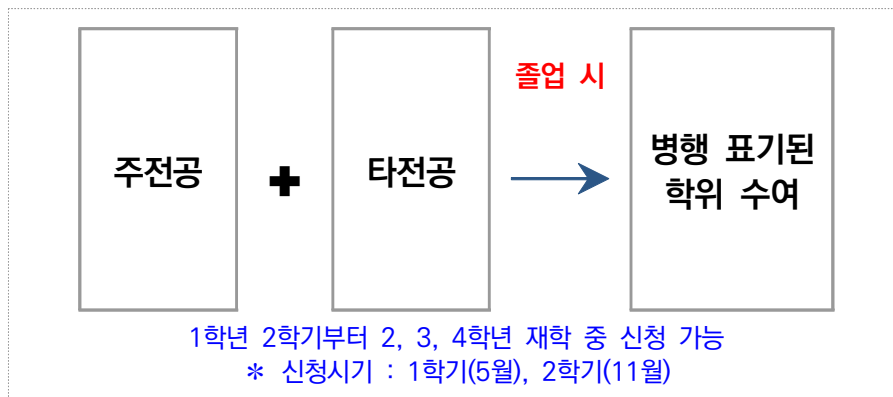 졸업 시
주전공
✚
타전공
병행 표기된
학위 수여
1학년 2학기부터 2, 3, 4학년 재학 중 신청 가능
* 신청시기 : 1학기(5월), 2학기(11월)